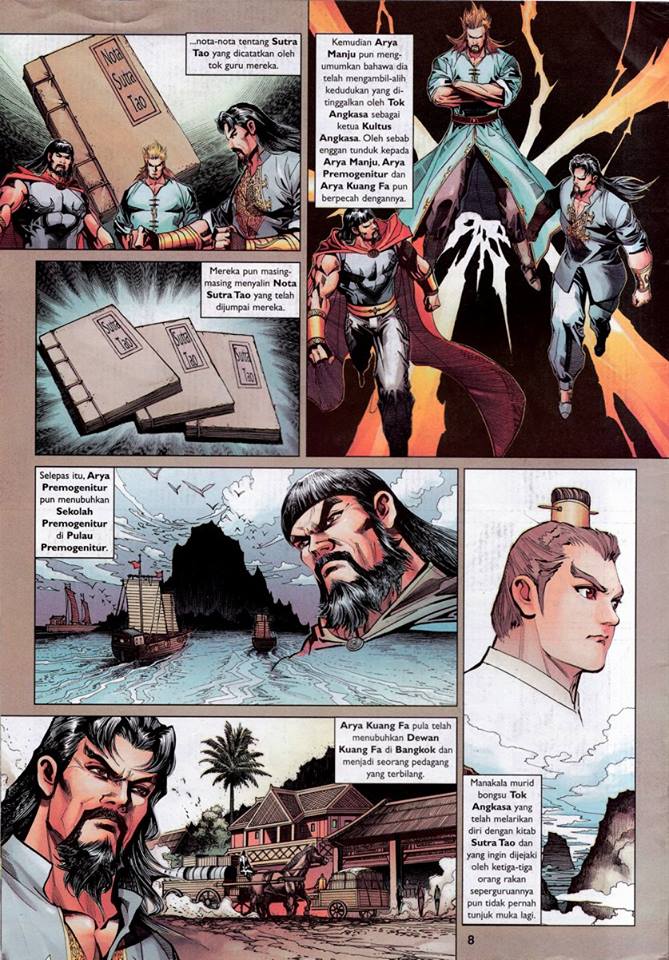 ...nota-nota tentang Sutra
Tao yang dicatatkan oleh
tok guru mereka.
Nota
Sutra
Tao
Kemudian Arya
Manju pun meng-
umumkan bahawa dia
telah mengambil-alih
kedudukan yang di-
tinggalkan oleh Tok
Angkasa sebagai
ketua Kultus
Angkasa. Oleh sebab
enggan tunduk kepada
Arya Manju, Arya
Premogenitur dan
Arya Kuang Fa pun
berpecah dengannya.
Mereka pun masing-
masing menyalin Nota
Sutra Tao yang telah
dijumpai mereka.
Sutra
Tao
Sutra
Tao
Sutra
Tao
Selepas itu, Arya
Premogenitur
pun menubuhkan
Sekolah
Premogenitur
di Pulau
Premogenitur.
Arya Kuang Fa pula telah
menubuhkan Dewan
Kuang Fa di Bangkok dan
menjadi seorang pedagang
yang terbilang.
Manakala murid
bongsu Tok
Angkasa yang
telah melarikan
diri dengan kitab
Sutra Tao dan
yang ingin dijejaki
oleh ketiga-tiga
orang rakan
seperguruannya
pun tidak pernah
tunjuk muka lagi.
8